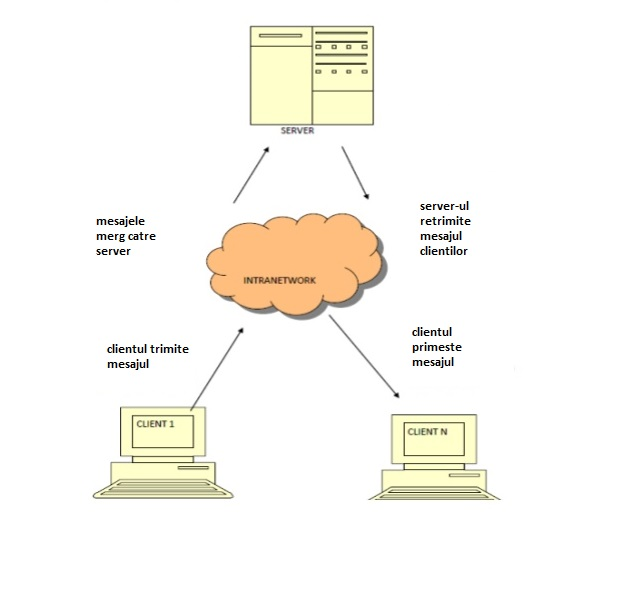 SERVER
mesajele
merg catre
server
server-ul
retrimite
mesajul
clientilor
INTRANETWORK
clientul trimite
mesajul
clientul
primeste
mesajul
CLIENT 1
CLIENT N